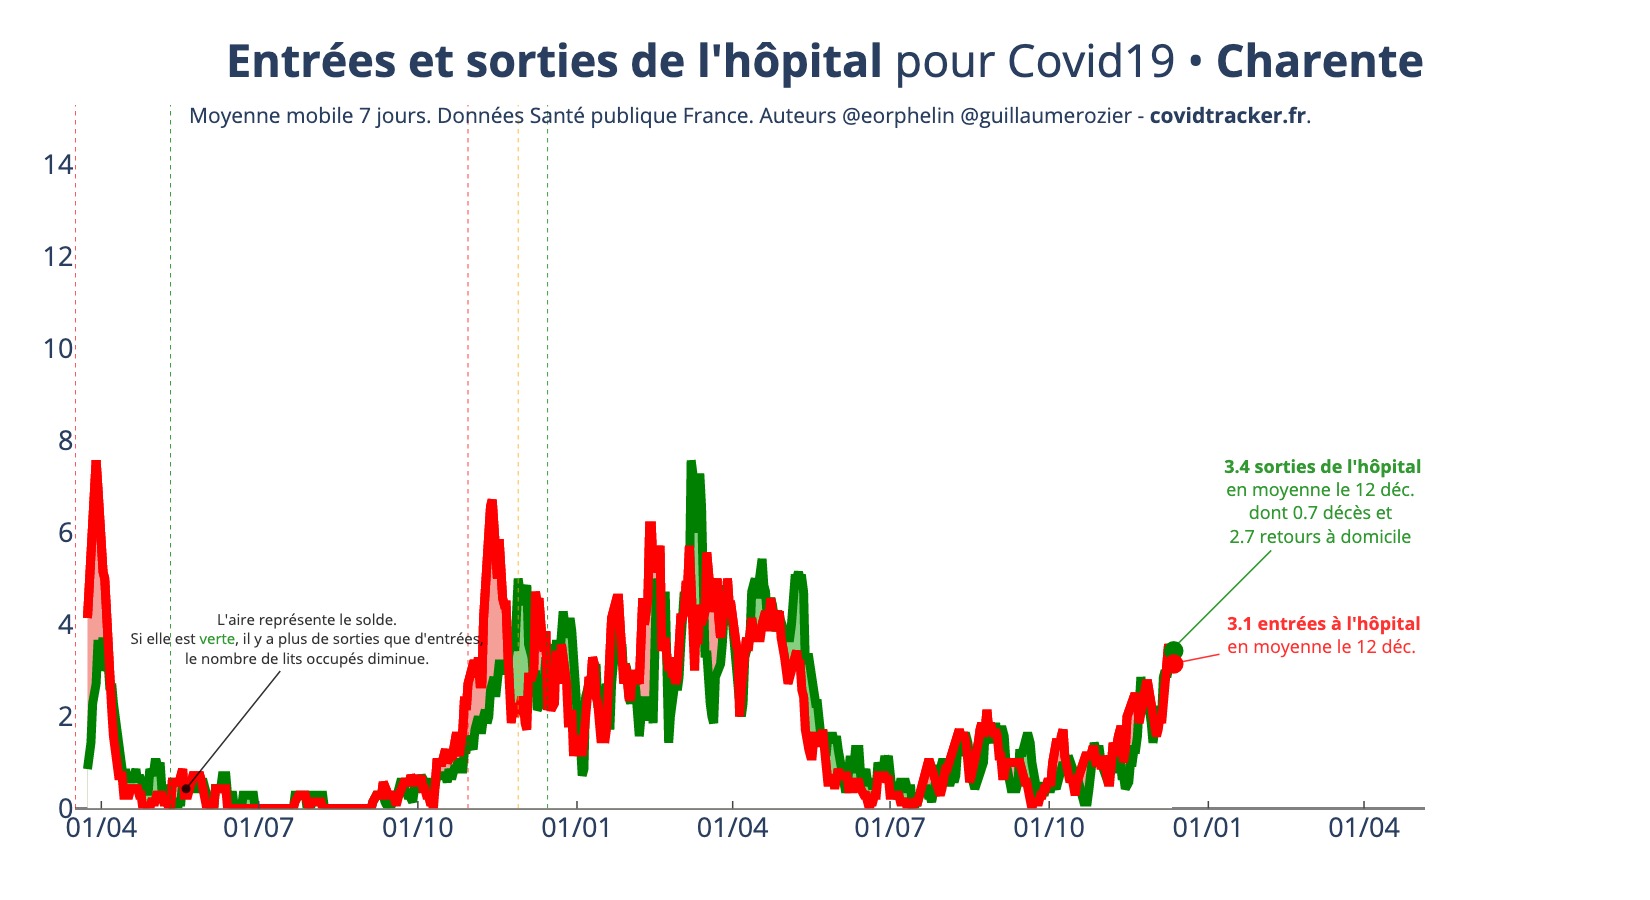 Entrées et sorties de l'hôpital pour Covid19 • Charente
Moyenne mobile 7 jours. Données Santé publique France. Auteurs @eorphelin @guillaumerozier - covidtracker.fr.
14
12
10
8
6
4
2
0
3.4 sorties de l'hôpital
en moyenne le 12 déc.
dont 0.7 décès et
2.7 retours à domicile
3.1 entrées à l'hôpital
en moyenne le 12 déc.
L'aire représente le solde.
Si elle est verte, il y a plus de sorties que d'entrées,
le nombre de lits occupés diminue.
01/04 01/07 01/10 01/01 01/04 01/07 01/10 01/01 01/04